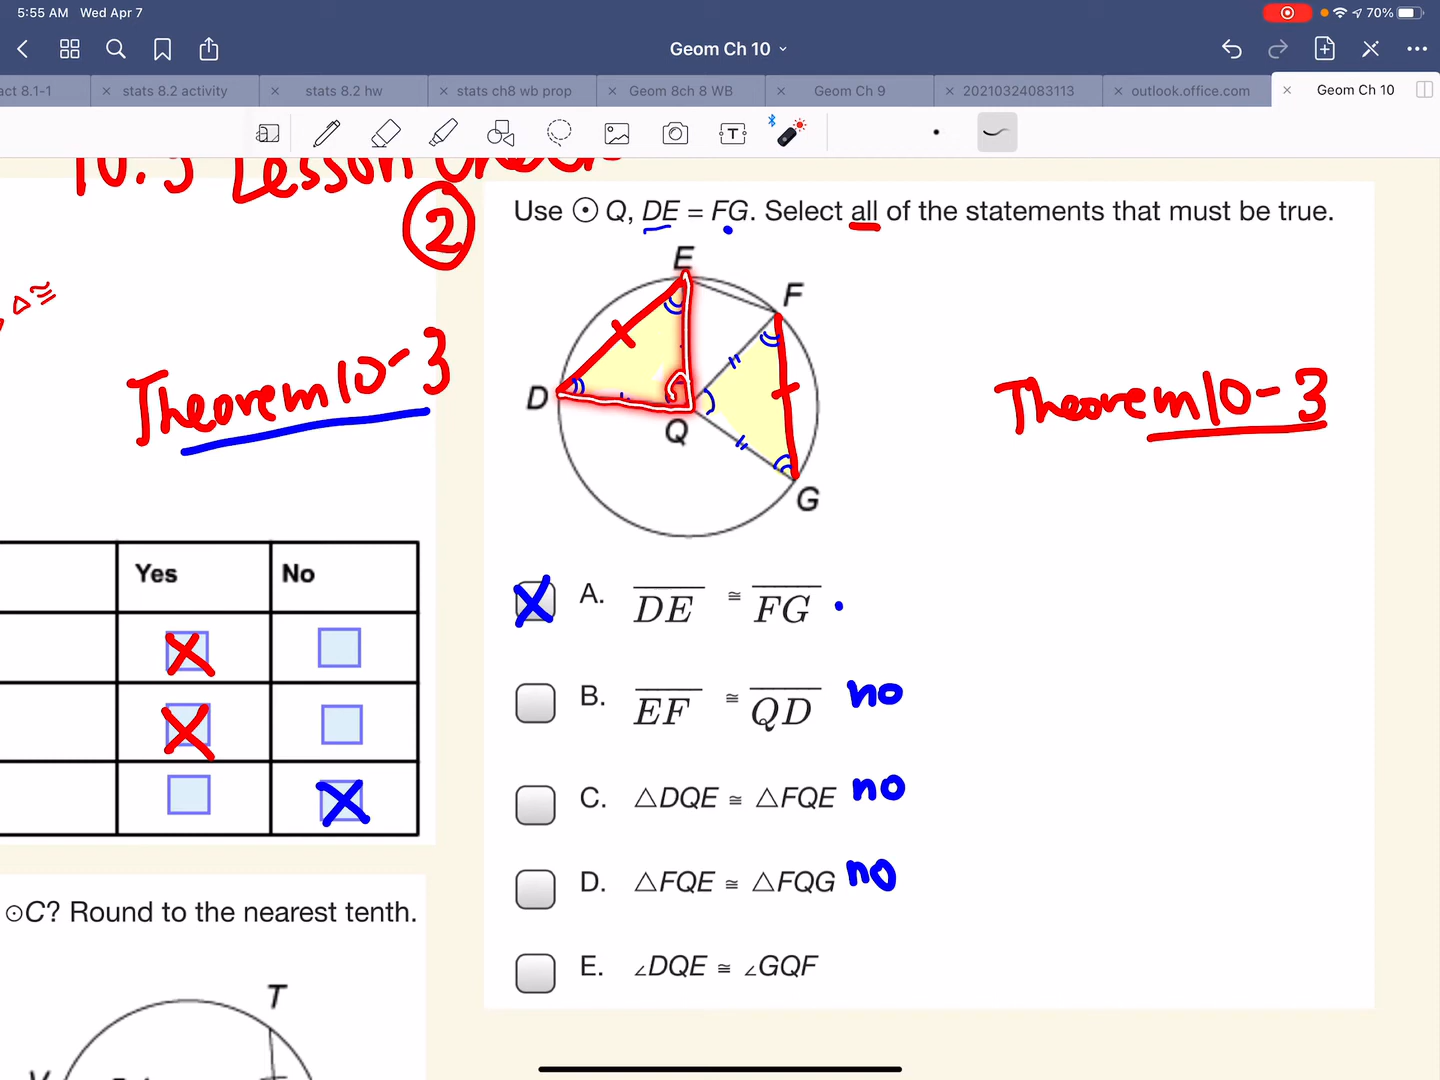 5:55 AM Wed Apr 7
70%
Geom Ch 10
act 8.1-1
stats 8.2 activity
stats 8.2 hw
stats ch8 wb prop
Geom 8ch 8 WB
Geom Ch 9
20210324083113
outlook.office.com
Geom Ch 10
T
10.3 Lesson Check
△≅
Theorem 10-3
Yes No
⊙C? Round to the nearest tenth.
T
2
Use ⊙ Q, DE = FG. Select all of the statements that must be true.
E
F
D
Q
G
Theorem 10-3
A. DE ≅ FG
B. EF ≅ QD no
C. △DQE ≅ △FQE no
D. △FQE ≅ △FQG no
E. ∠DQE ≅ ∠GQF